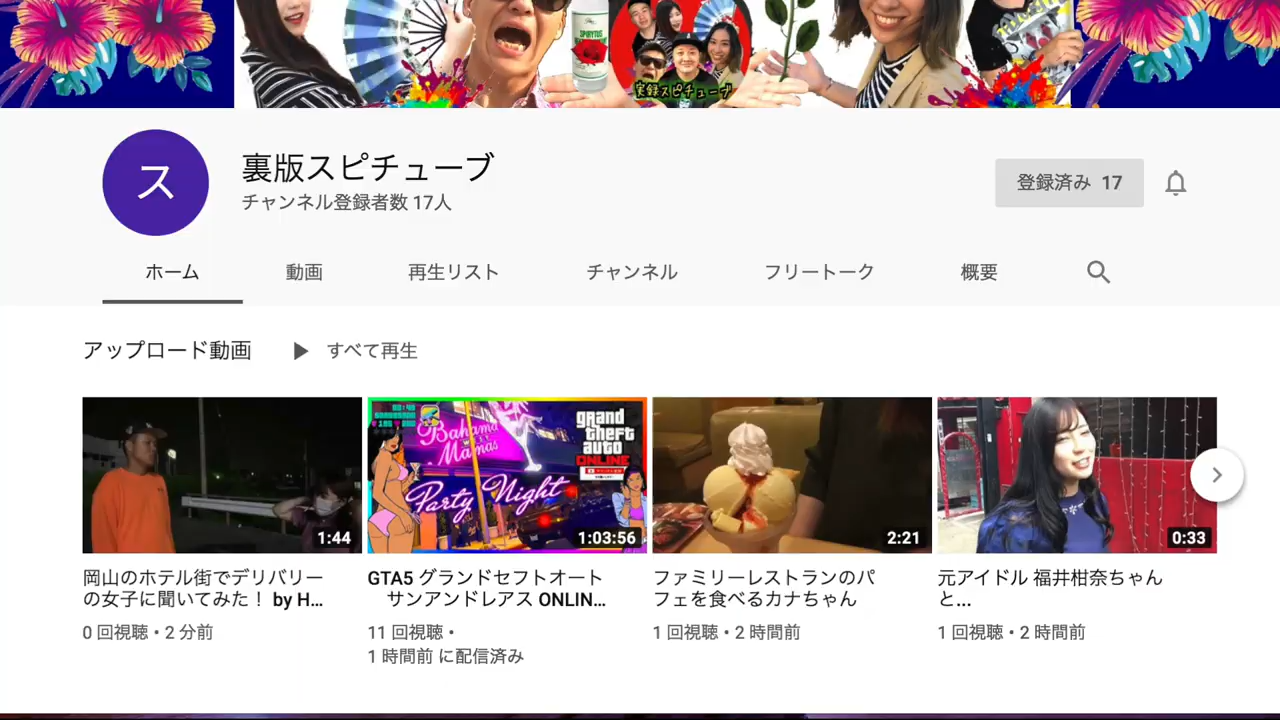 SPIRYTUS
実録スピチューブ
ス
裏版スピチューブ
チャンネル登録者数 17人
登録済み 17
ホーム
動画
再生リスト
チャンネル
フリートーク
概要
アップロード動画
すべて再生
1:44
Bahama
Mamas
Party Night
grand
theft
auto
ONLINE
1:03:56
2:21
0:33
岡山のホテル街でデリバリー
の女子に聞いてみた！ by H...
0 回視聴・2 分前
GTA5 グランドセフトオート
サンアンドレアス ONLIN...
11 回視聴・
1 時間前 に配信済み
ファミリーレストランのパ
フェを食べるカナちゃん
1 回視聴・2 時間前
元アイドル 福井柑奈ちゃん
と...
1 回視聴・2 時間前